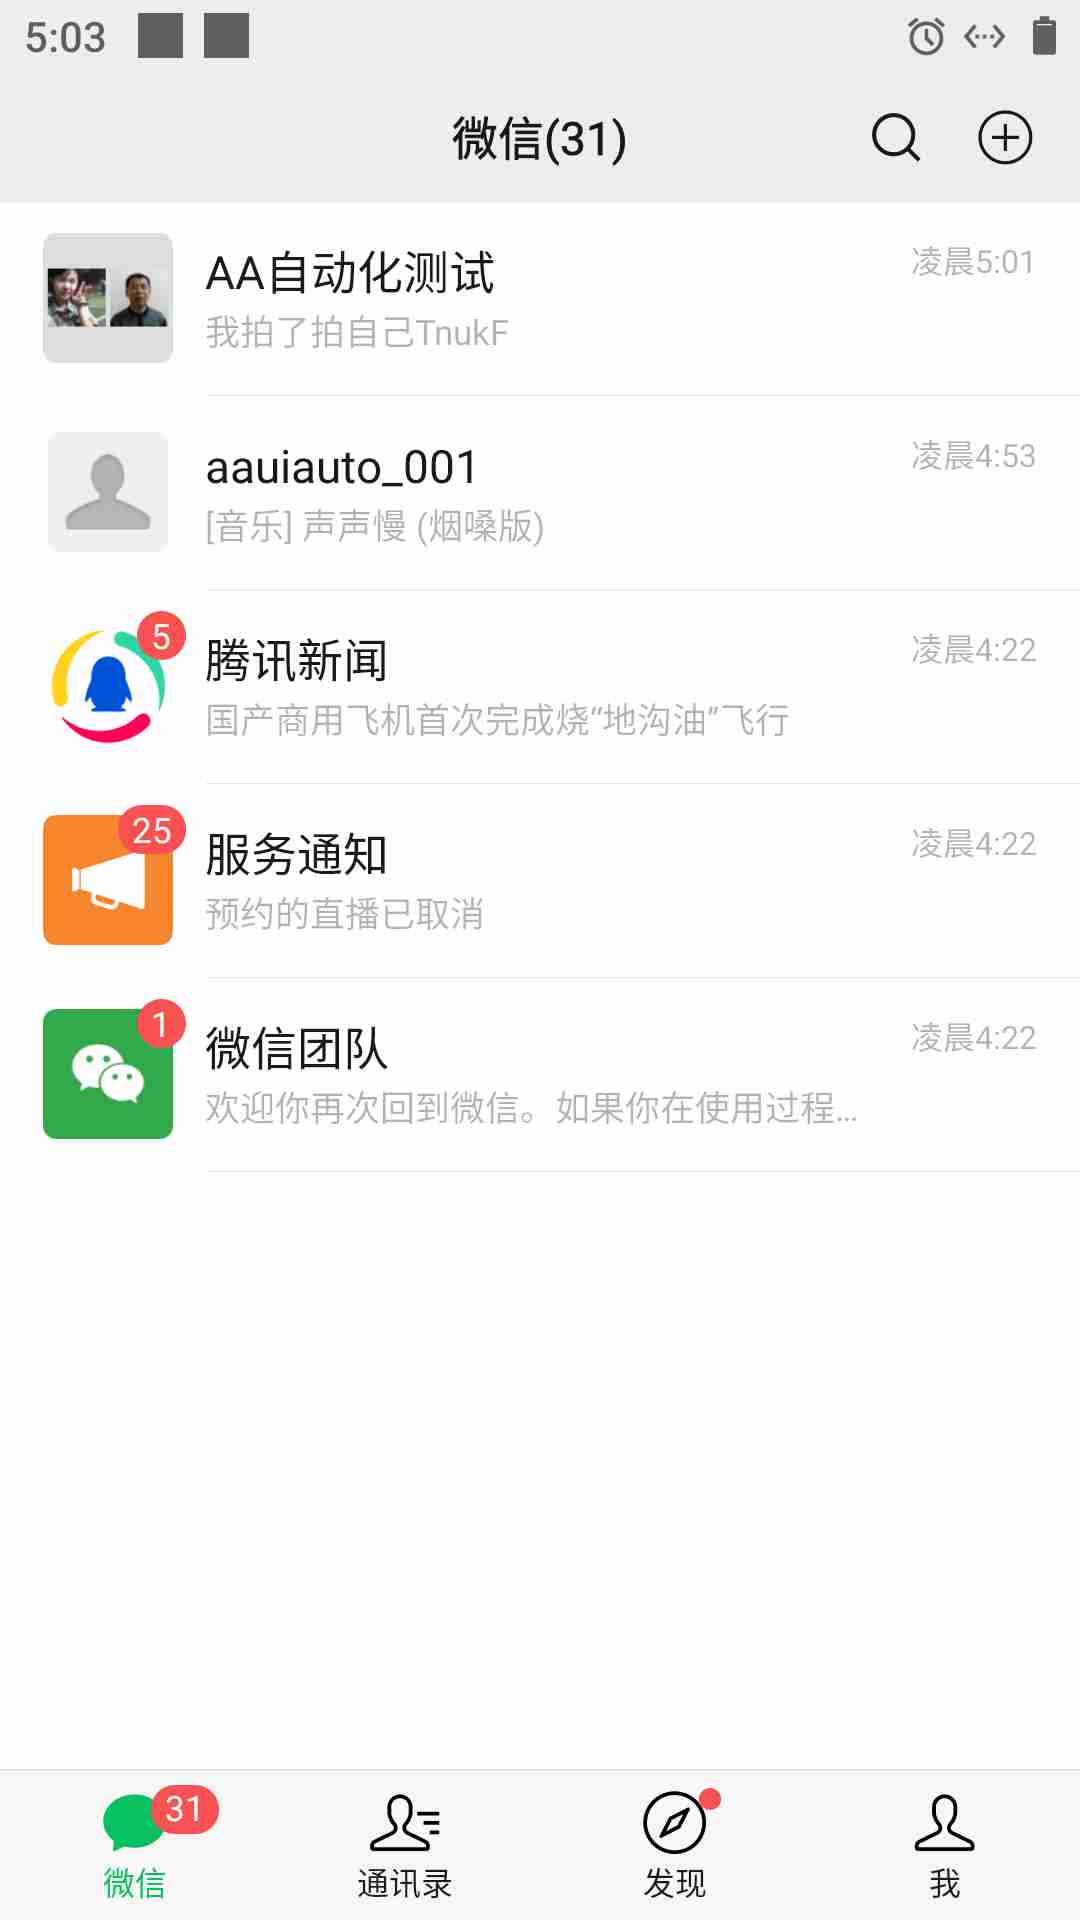 5:03
微信(31)
AA自动化测试
凌晨5:01
我拍了拍自己TnukF
aauiauto_001
凌晨4:53
[音乐] 声声慢 (烟嗓版)
5
腾讯新闻
凌晨4:22
国产商用飞机首次完成烧“地沟油”飞行
25
服务通知
凌晨4:22
预约的直播已取消
1
微信团队
凌晨4:22
欢迎你再次回到微信。如果你在使用过程...
31
微信
通讯录
发现
我